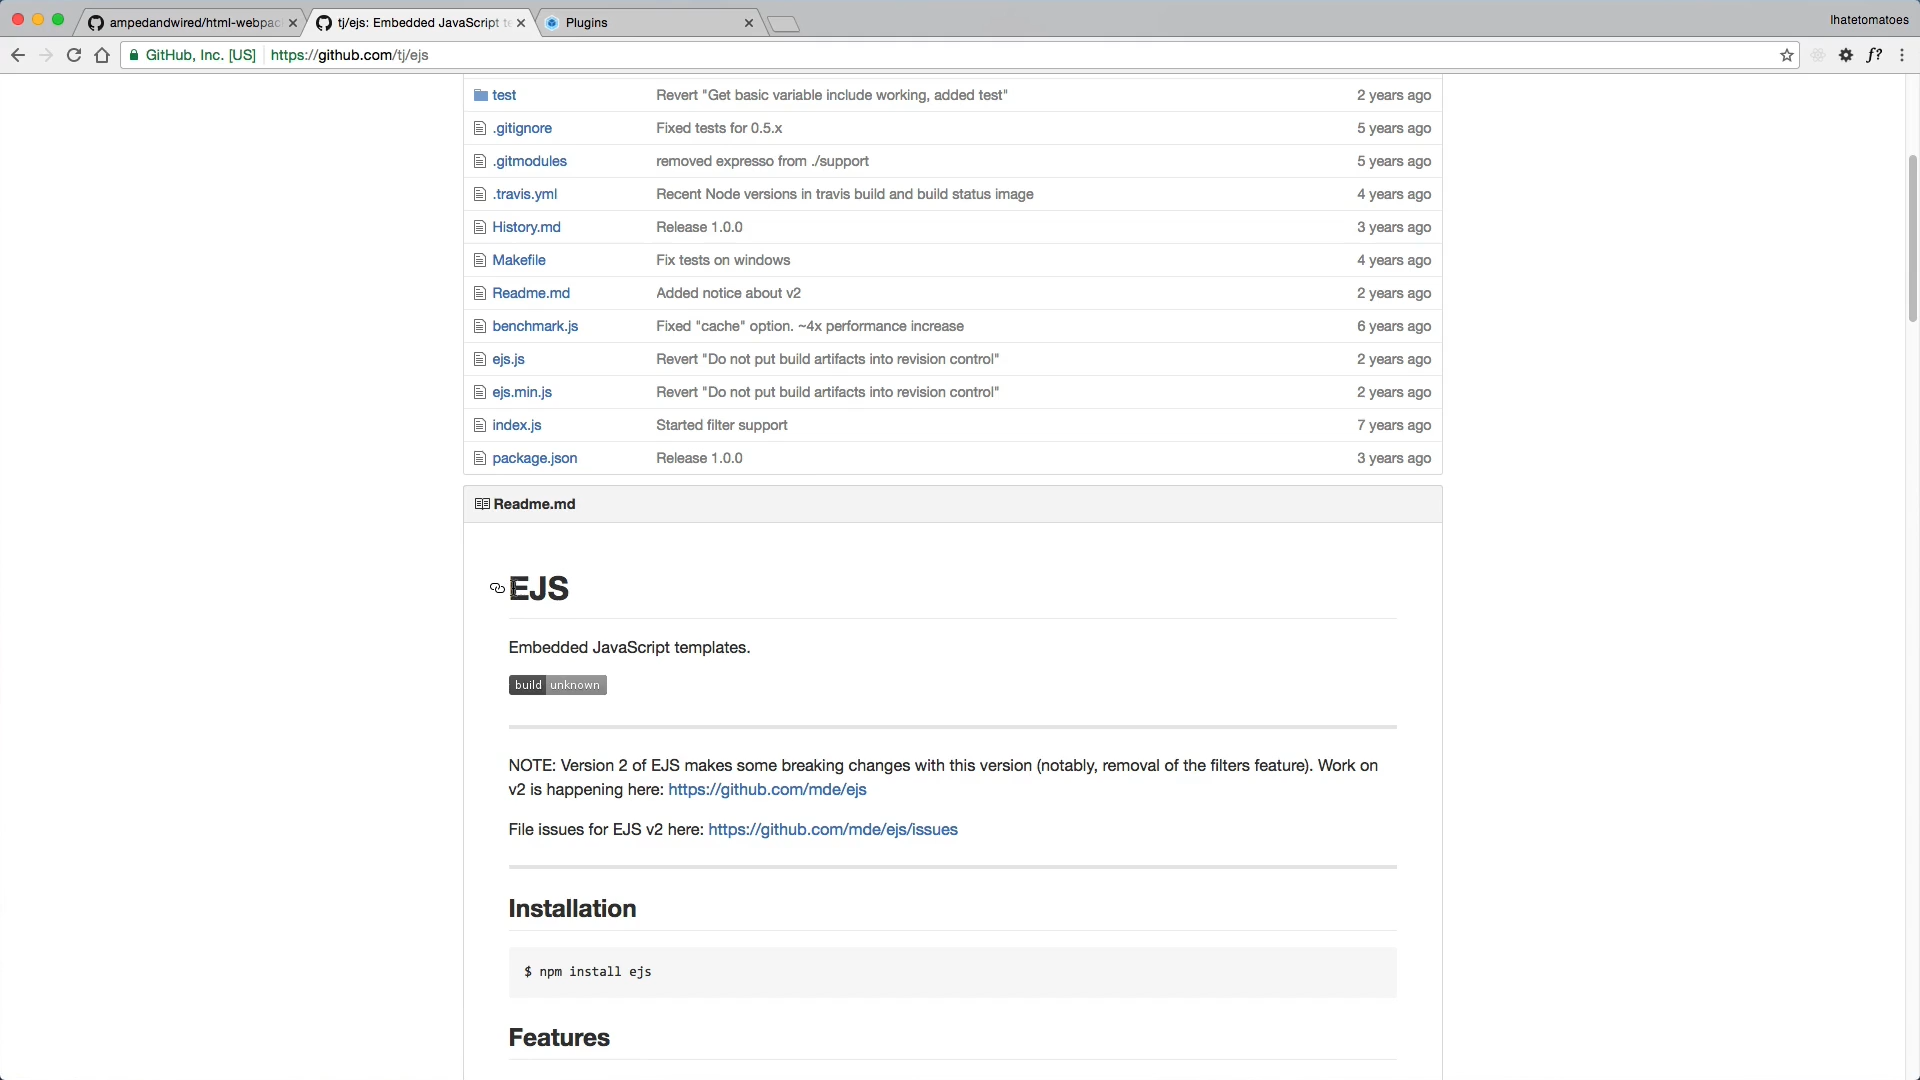 ampedandwired/html-webpac
tj/ejs: Embedded JavaScript te
Plugins
Ihatetomatoes
GitHub, Inc. [US] https://github.com/tj/ejs
f?
test Revert "Get basic variable include working, added test" 2 years ago
.gitignore Fixed tests for 0.5.x 5 years ago
.gitmodules removed expresso from ./support 5 years ago
.travis.yml Recent Node versions in travis build and build status image 4 years ago
History.md Release 1.0.0 3 years ago
Makefile Fix tests on windows 4 years ago
Readme.md Added notice about v2 2 years ago
benchmark.js Fixed "cache" option. ~4x performance increase 6 years ago
ejs.js Revert "Do not put build artifacts into revision control" 2 years ago
ejs.min.js Revert "Do not put build artifacts into revision control" 2 years ago
index.js Started filter support 7 years ago
package.json Release 1.0.0 3 years ago
Readme.md
EJS
Embedded JavaScript templates.
build unknown
NOTE: Version 2 of EJS makes some breaking changes with this version (notably, removal of the filters feature). Work on
v2 is happening here: https://github.com/mde/ejs
File issues for EJS v2 here: https://github.com/mde/ejs/issues
Installation
$ npm install ejs
Features